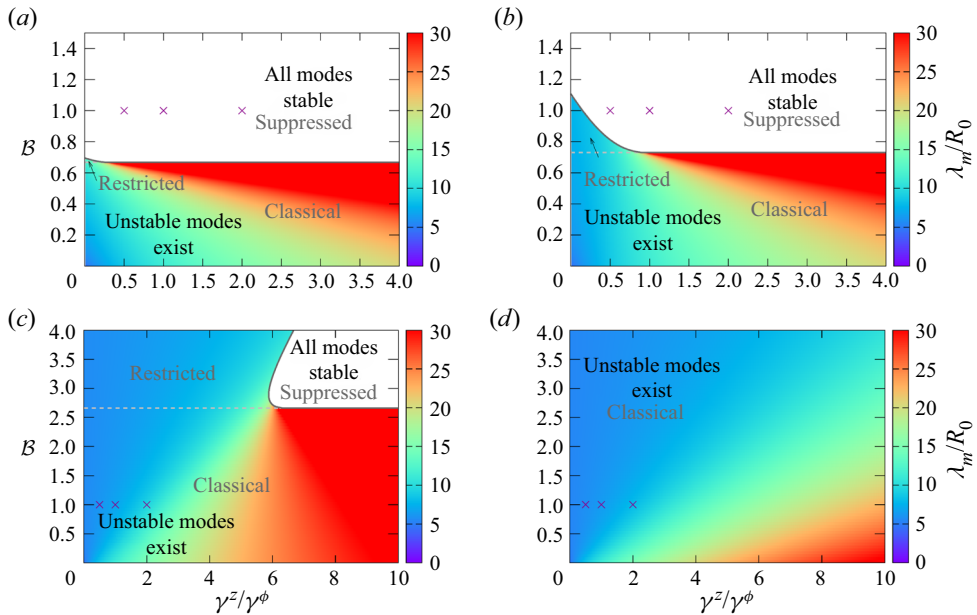 (a)
1.4
1.2
1.0
0.8
0.6
0.4
0.2
0
ℬ
0.5 1.0 1.5 2.0 2.5 3.0 3.5 4.0
All modes
stable
Suppressed
Restricted
Classical
Unstable modes
exist
30
25
20
15
10
5
0
(b)
1.4
1.2
1.0
0.8
0.6
0.4
0.2
0
0.5 1.0 1.5 2.0 2.5 3.0 3.5 4.0
All modes
stable
Suppressed
Restricted
Classical
Unstable modes
exist
30
25
20
15
10
5
0
λm/R0
(c)
4.0
3.5
3.0
2.5
2.0
1.5
1.0
0.5
0
ℬ
2 4 6 8 10
γ^z/γ^ϕ
All modes
stable
Suppressed
Restricted
Classical
Unstable modes
exist
30
25
20
15
10
5
0
(d)
4.0
3.5
3.0
2.5
2.0
1.5
1.0
0.5
0
2 4 6 8 10
γ^z/γ^ϕ
Unstable modes
exist
Classical
30
25
20
15
10
5
0
λm/R0